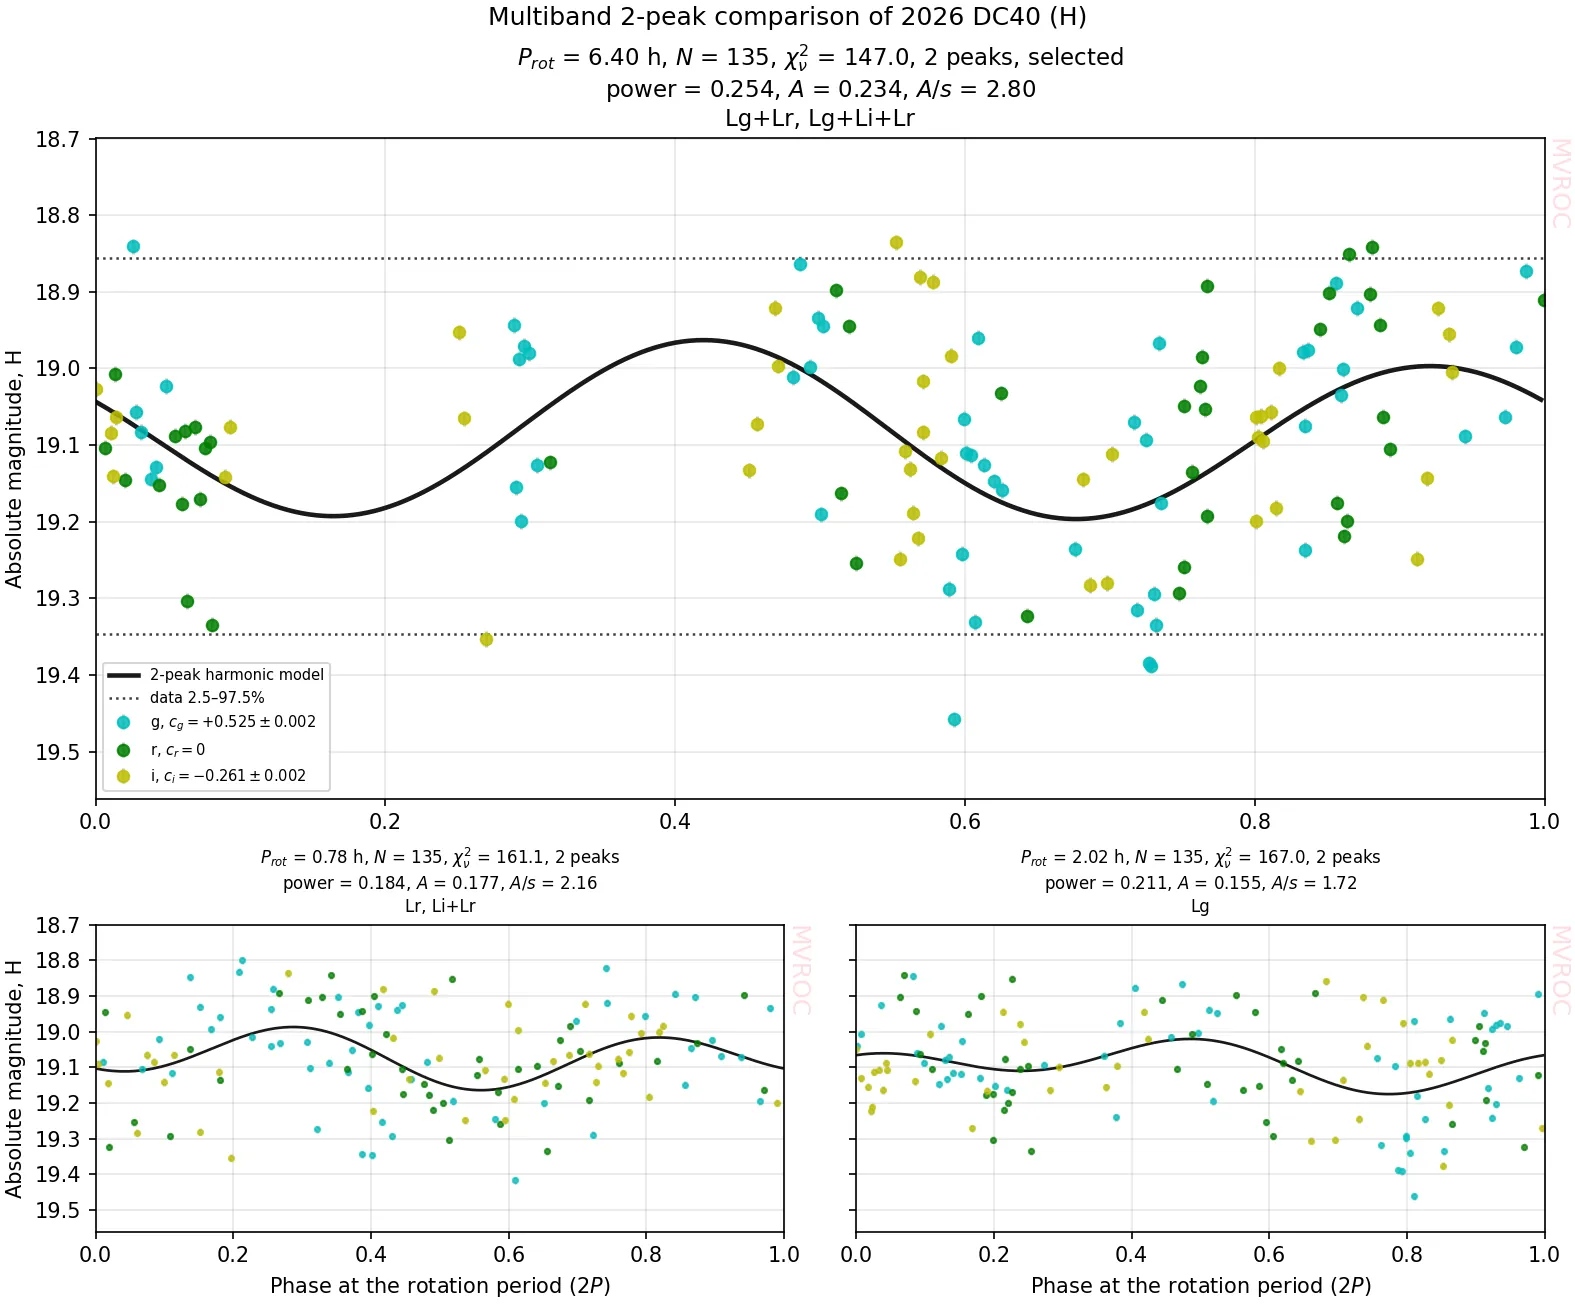 Multiband 2-peak comparison of 2026 DC40 (H)
P_rot = 6.40 h, N = 135, χ²_ν = 147.0, 2 peaks, selected
power = 0.254, A = 0.234, A/s = 2.80
Lg+Lr, Lg+Li+Lr
18.7
18.8
18.9
19.0
19.1
19.2
19.3
19.4
19.5
Absolute magnitude, H
MVROC
2-peak harmonic model
data 2.5–97.5%
g, c_g = +0.525 ± 0.002
r, c_r = 0
i, c_i = −0.261 ± 0.002
0.0 0.2 0.4 0.6 0.8 1.0
P_rot = 0.78 h, N = 135, χ²_ν = 161.1, 2 peaks
power = 0.184, A = 0.177, A/s = 2.16
Lr, Li+Lr
18.7
18.8
18.9
19.0
19.1
19.2
19.3
19.4
19.5
Absolute magnitude, H
MVROC
0.0 0.2 0.4 0.6 0.8 1.0
Phase at the rotation period (2P)
P_rot = 2.02 h, N = 135, χ²_ν = 167.0, 2 peaks
power = 0.211, A = 0.155, A/s = 1.72
Lg
MVROC
0.0 0.2 0.4 0.6 0.8 1.0
Phase at the rotation period (2P)